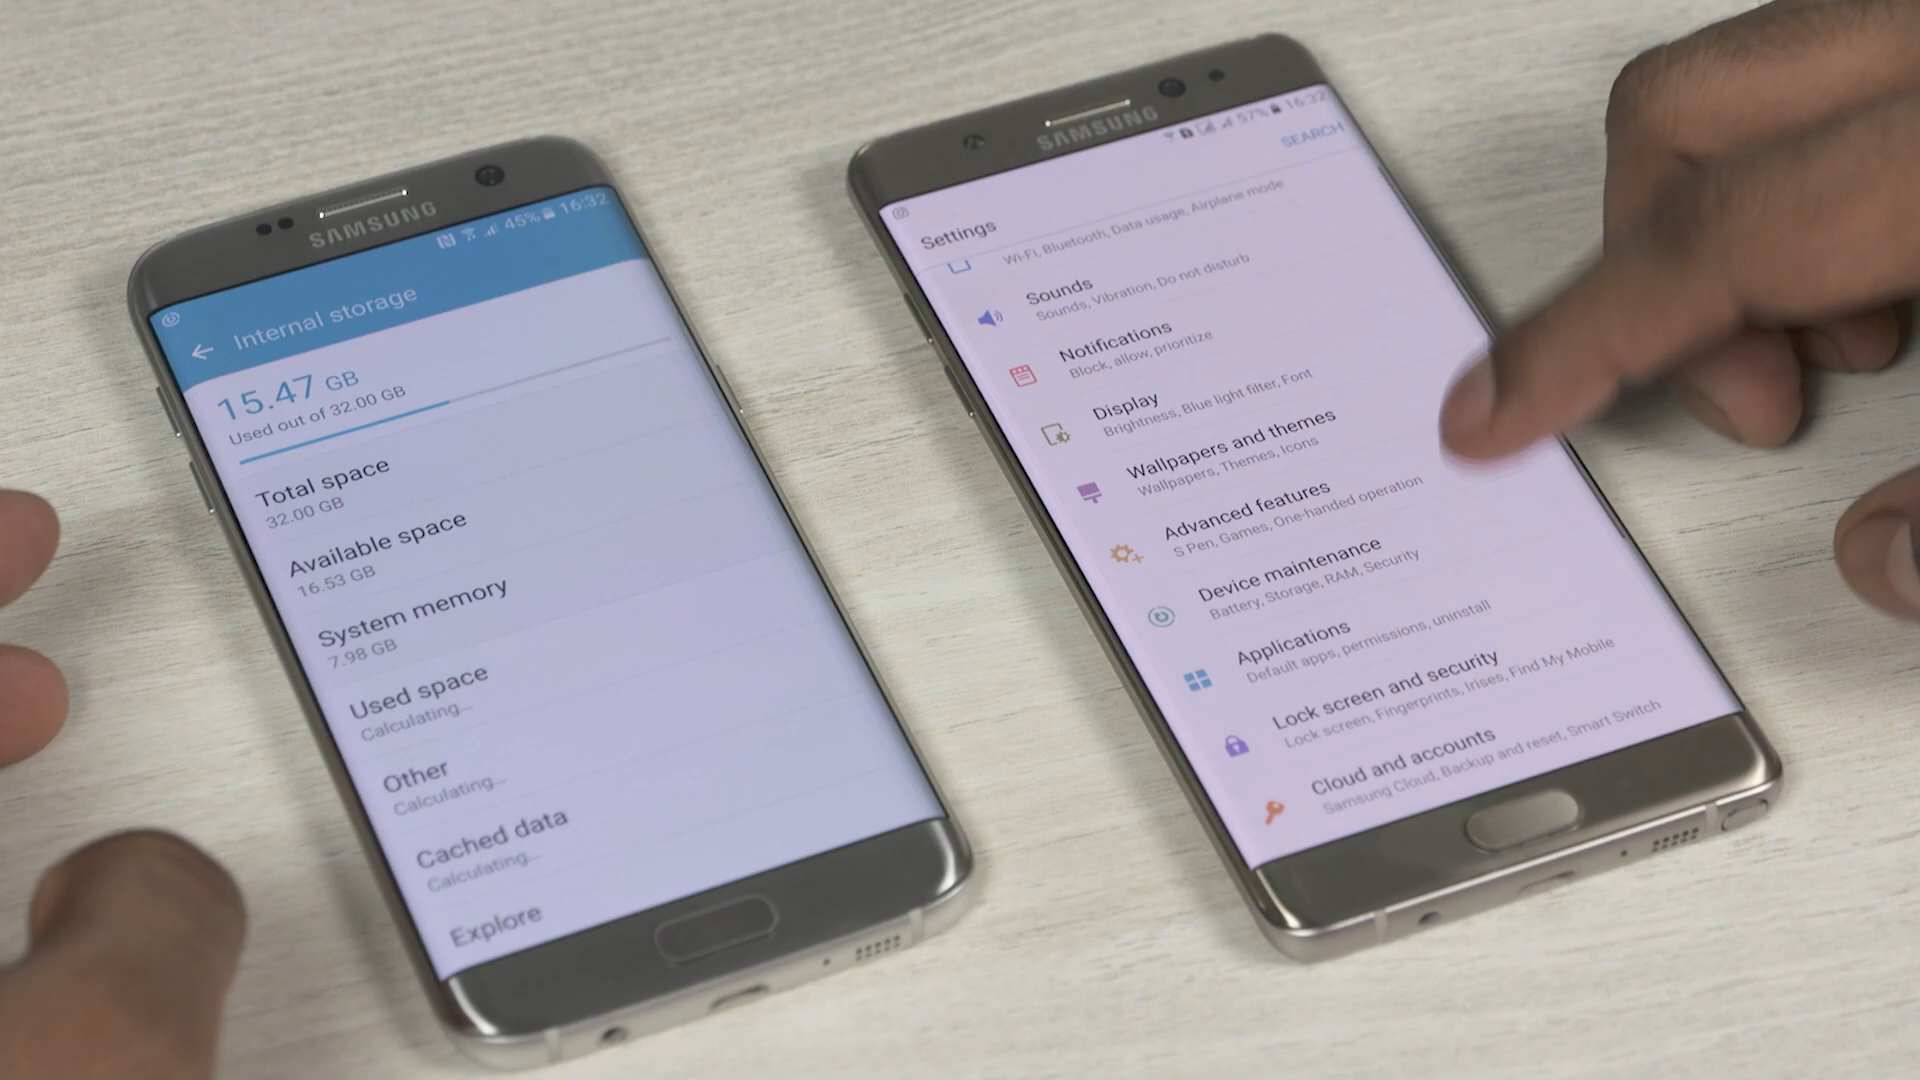 SAMSUNG
45% 16:32
Internal storage
15.47 GB
Used out of 32.00 GB
Total space
32.00 GB
Available space
16.53 GB
System memory
7.98 GB
Used space
Calculating...
Other
Calculating...
Cached data
Calculating...
Explore
SAMSUNG
57% 16:32
SEARCH
Settings
Wi-Fi, Bluetooth, Data usage, Airplane mode
Sounds
Sounds, Vibration, Do not disturb
Notifications
Block, allow, prioritize
Display
Brightness, Blue light filter, Font
Wallpapers and themes
Wallpapers, Themes, Icons
Advanced features
S Pen, Games, One-handed operation
Device maintenance
Battery, Storage, RAM, Security
Applications
Default apps, permissions, uninstall
Lock screen and security
Lock screen, Fingerprints, Irises, Find My Mobile
Cloud and accounts
Samsung Cloud, Backup and reset, Smart Switch